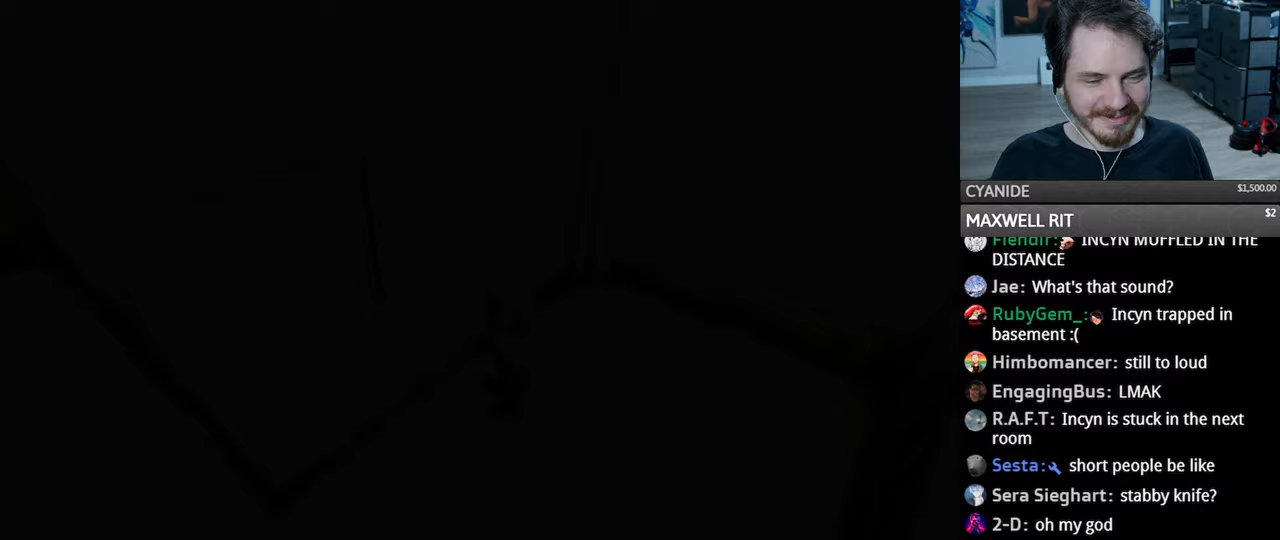 CYANIDE $1,500.00
MAXWELL RIT $2
Fiendir: INCYN MUFFLED IN THE
DISTANCE
Jae: What's that sound?
RubyGem_: Incyn trapped in
basement :(
Himbomancer: still to loud
EngagingBus: LMAK
R.A.F.T: Incyn is stuck in the next
room
Sesta: short people be like
Sera Sieghart: stabby knife?
2-D: oh my god